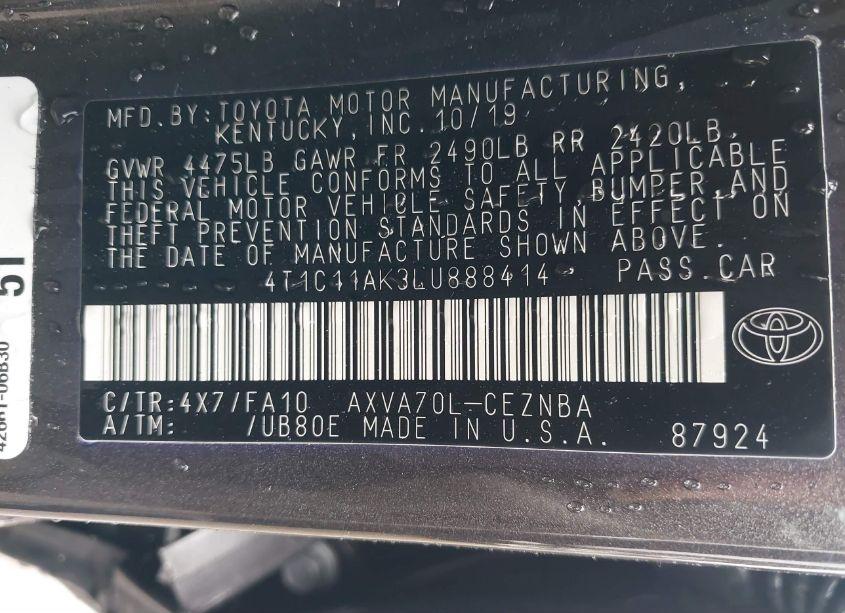 MFD. BY: TOYOTA MOTOR MANUFACTURING,
KENTUCKY, INC. 10/19
GVWR 4475LB GAWR FR 2490LB RR 2420LB.
THIS VEHICLE CONFORMS TO ALL APPLICABLE
FEDERAL MOTOR VEHICLE SAFETY, BUMPER, AND
THEFT PREVENTION STANDARDS IN EFFECT ON
THE DATE OF MANUFACTURE SHOWN ABOVE.
4T1C11AK3LU888414 PASS. CAR
C/TR: 4X7/FA10 AXVA70L-CEZNBA
A/TM: /UB80E MADE IN U.S.A. 87924
51